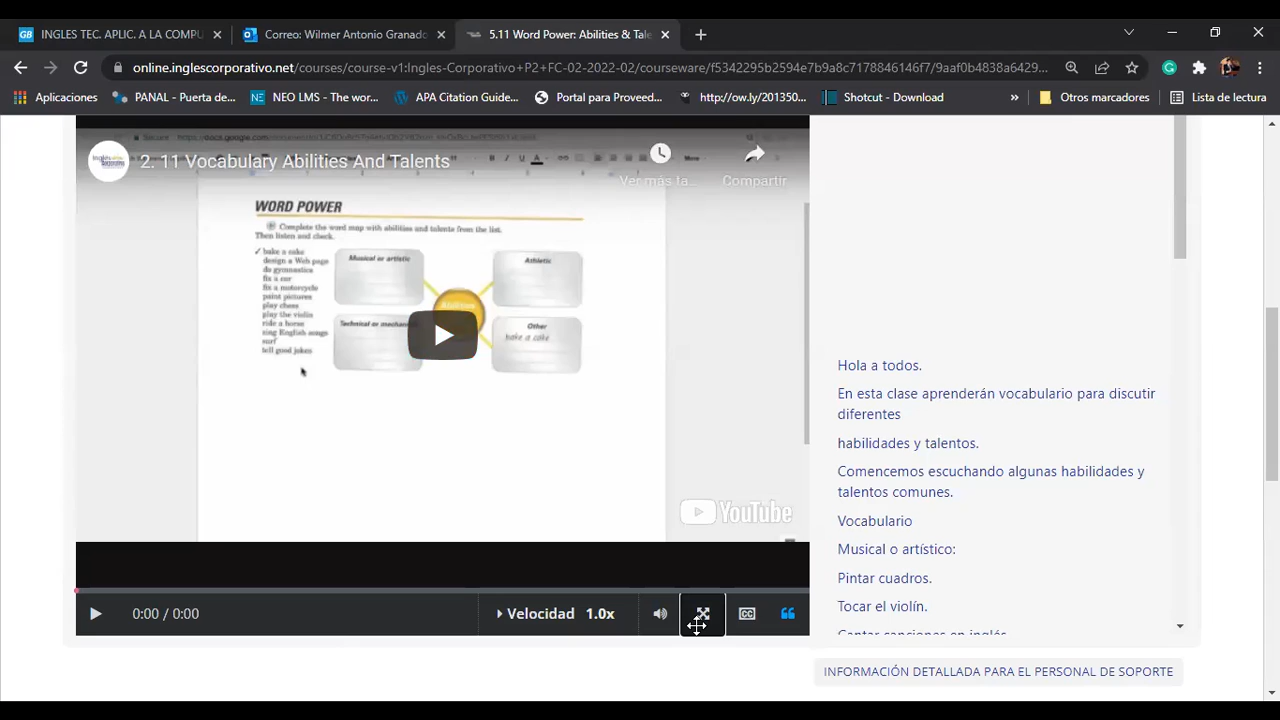 INGLES TEC. APLIC. A LA COMPU
Correo: Wilmer Antonio Granado
5.11 Word Power: Abilities & Tale
online.inglescorporativo.net/courses/course-v1:Ingles-Corporativo+P2+FC-02-2022-02/courseware/f5342295b2594e7b9a8c7178846146f7/9aaf0b4838a6429...
Aplicaciones
PANAL - Puerta de...
NEO LMS - The wor...
APA Citation Guide...
Portal para Proveed...
http://ow.ly/201350...
Shotcut - Download
»
Otros marcadores
Lista de lectura
2. 11 Vocabulary Abilities And Talents
Ver más ta...
Compartir
WORD POWER
Complete the word map with abilities and talents from the list.
Then listen and check.
✓ bake a cake
design a Web page
do gymnastics
fix a car
fix a motorcycle
paint pictures
play chess
play the violin
ride a horse
sing English songs
surf
tell good jokes
Musical or artistic
Athletic
Technical or mechan
Other
bake a cake
YouTube
0:00 / 0:00
Velocidad 1.0x
CC
Hola a todos.
En esta clase aprenderán vocabulario para discutir
diferentes
habilidades y talentos.
Comencemos escuchando algunas habilidades y
talentos comunes.
Vocabulario
Musical o artístico:
Pintar cuadros.
Tocar el violín.
Cantar canciones en inglés
INFORMACIÓN DETALLADA PARA EL PERSONAL DE SOPORTE